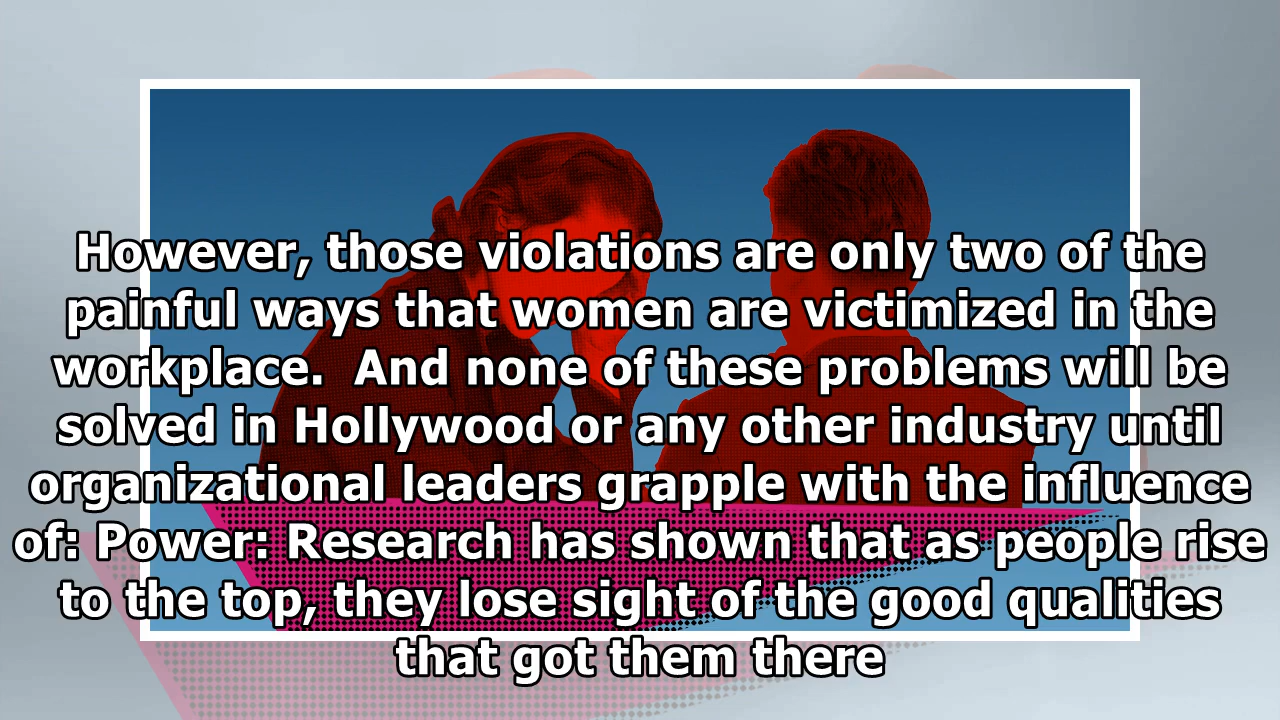 However, those violations are only two of the
painful ways that women are victimized in the
workplace.  And none of these problems will be
solved in Hollywood or any other industry until
organizational leaders grapple with the influence
of: Power: Research has shown that as people rise
to the top, they lose sight of the good qualities
that got them there